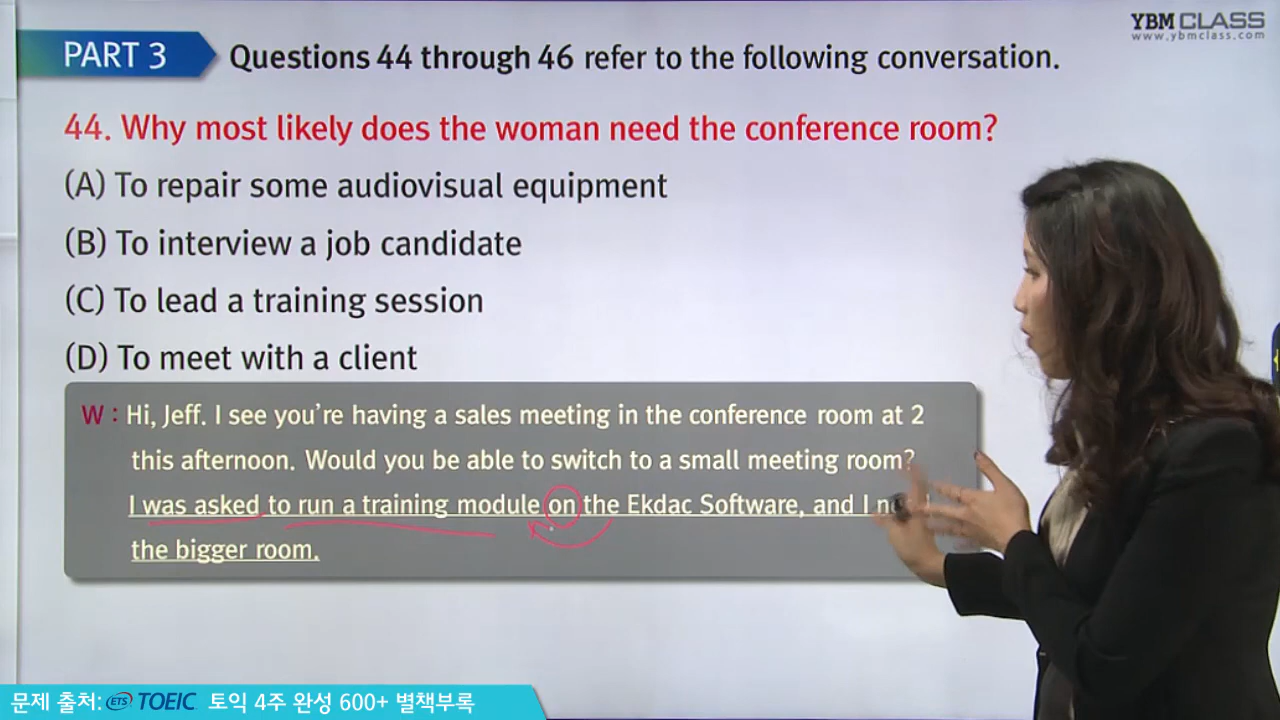 YBM CLASS
www.ybmclass.com
PART 3
Questions 44 through 46 refer to the following conversation.
44. Why most likely does the woman need the conference room?
(A) To repair some audiovisual equipment
(B) To interview a job candidate
(C) To lead a training session
(D) To meet with a client
W : Hi, Jeff. I see you're having a sales meeting in the conference room at 2
this afternoon. Would you be able to switch to a small meeting room?
I was asked to run a training module on the Ekdac Software, and I
the bigger room.
문제 출처: ETS TOEIC 토익 4주 완성 600+ 별책부록